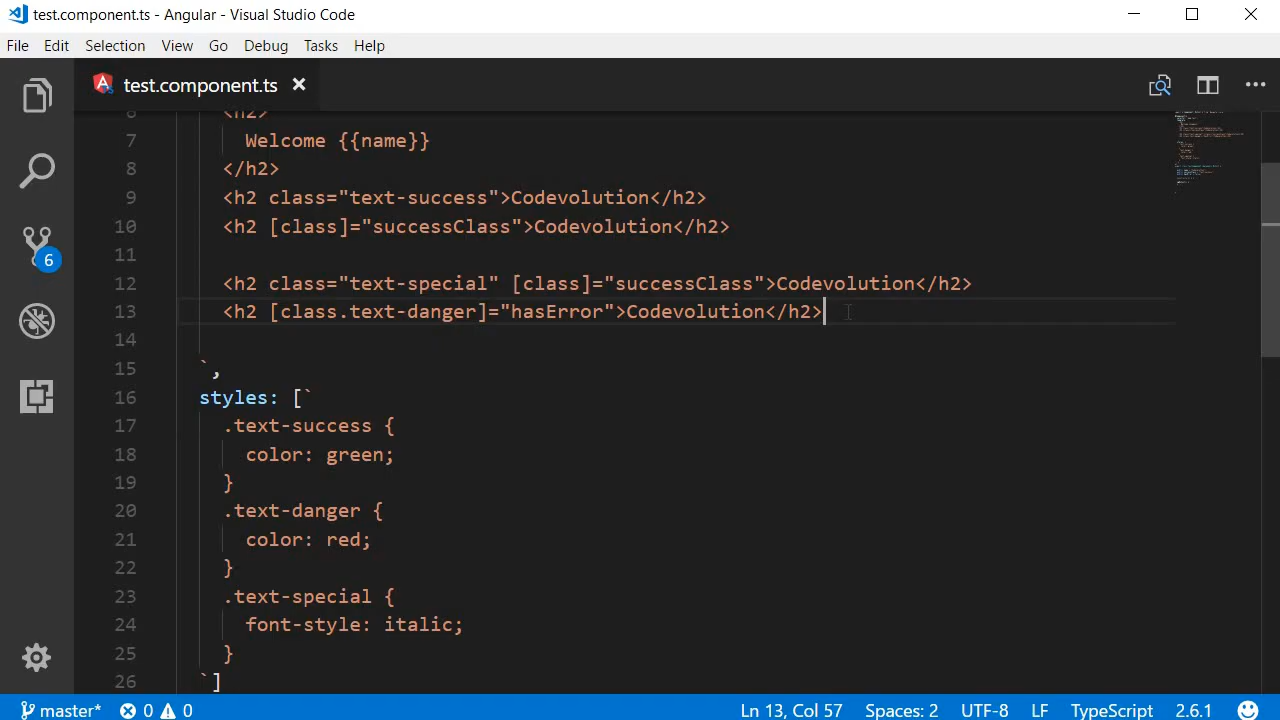 test.component.ts - Angular - Visual Studio Code
File Edit Selection View Go Debug Tasks Help
test.component.ts
6 <h2>
7 Welcome {{name}}
8 </h2>
9 <h2 class="text-success">Codevolution</h2>
10 <h2 [class]="successClass">Codevolution</h2>
11
12 <h2 class="text-special" [class]="successClass">Codevolution</h2>
13 <h2 [class.text-danger]="hasError">Codevolution</h2>
14
15 `,
16 styles: [`
17 .text-success {
18 color: green;
19 }
20 .text-danger {
21 color: red;
22 }
23 .text-special {
24 font-style: italic;
25 }
26 `]
6
master* 0 0 Ln 13, Col 57 Spaces: 2 UTF-8 LF TypeScript 2.6.1